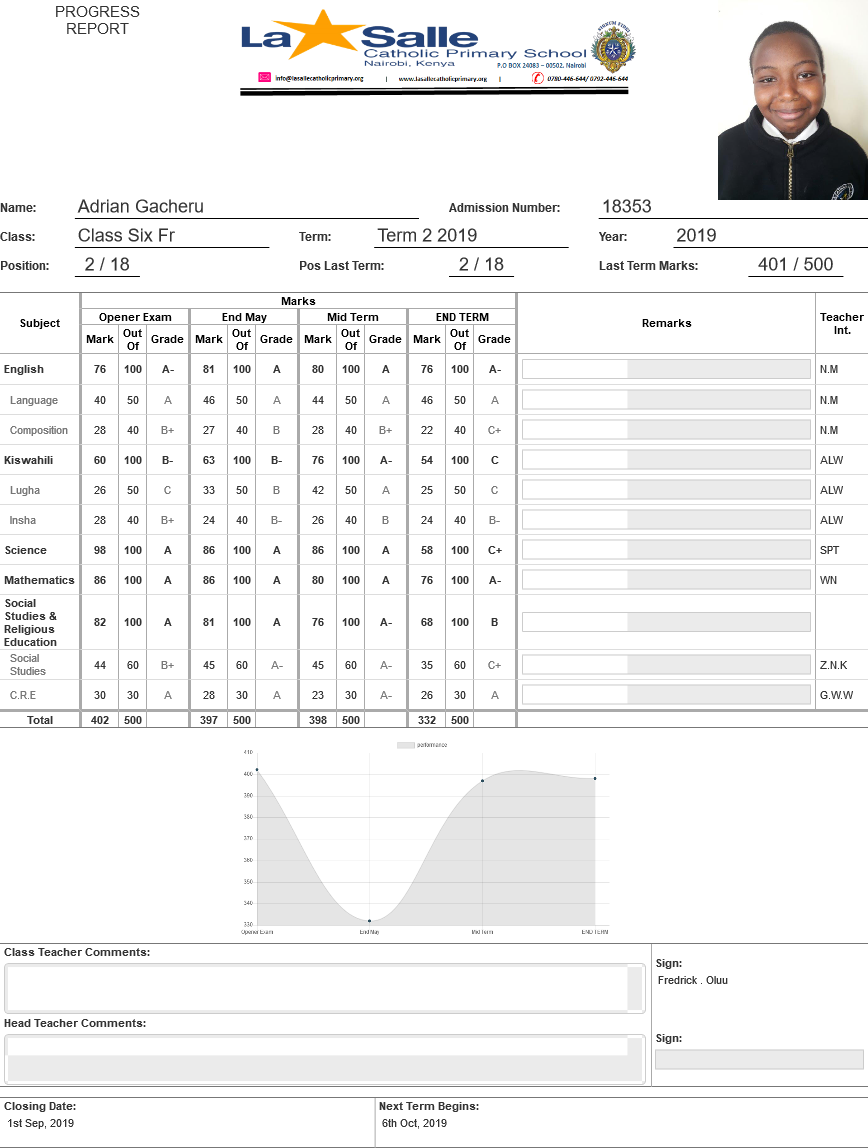 PROGRESS
REPORT
La Salle
Catholic Primary School
Nairobi, Kenya
P.O BOX 24083 – 00502. Nairobi
info@lasallecatholicprimary.org | www.lasallecatholicprimary.org | 0780-446-644/ 0792-446-644
Name: Adrian Gacheru Admission Number: 18353
Class: Class Six Fr Term: Term 2 2019 Year: 2019
Position: 2 / 18 Pos Last Term: 2 / 18 Last Term Marks: 401 / 500
Subject Marks Remarks Teacher Int.
Opener Exam End May Mid Term END TERM
Mark Out Of Grade Mark Out Of Grade Mark Out Of Grade Mark Out Of Grade
English 76 100 A- 81 100 A 80 100 A 76 100 A- N.M
Language 40 50 A 46 50 A 44 50 A 46 50 A N.M
Composition 28 40 B+ 27 40 B 28 40 B+ 22 40 C+ N.M
Kiswahili 60 100 B- 63 100 B- 76 100 A- 54 100 C ALW
Lugha 26 50 C 33 50 B 42 50 A 25 50 C ALW
Insha 28 40 B+ 24 40 B- 26 40 B 24 40 B- ALW
Science 98 100 A 86 100 A 86 100 A 58 100 C+ SPT
Mathematics 86 100 A 86 100 A 80 100 A 76 100 A- WN
Social Studies & Religious Education 82 100 A 81 100 A 76 100 A- 68 100 B
Social Studies 44 60 B+ 45 60 A- 45 60 A- 35 60 C+ Z.N.K
C.R.E 30 30 A 28 30 A 23 30 A- 26 30 A G.W.W
Total 402 500 397 500 398 500 332 500
performance
410
400
390
380
370
360
350
340
330
Opener Exam End May Mid Term END TERM
Class Teacher Comments:
Sign:
Fredrick . Oluu
Head Teacher Comments:
Sign:
Closing Date: Next Term Begins:
1st Sep, 2019 6th Oct, 2019